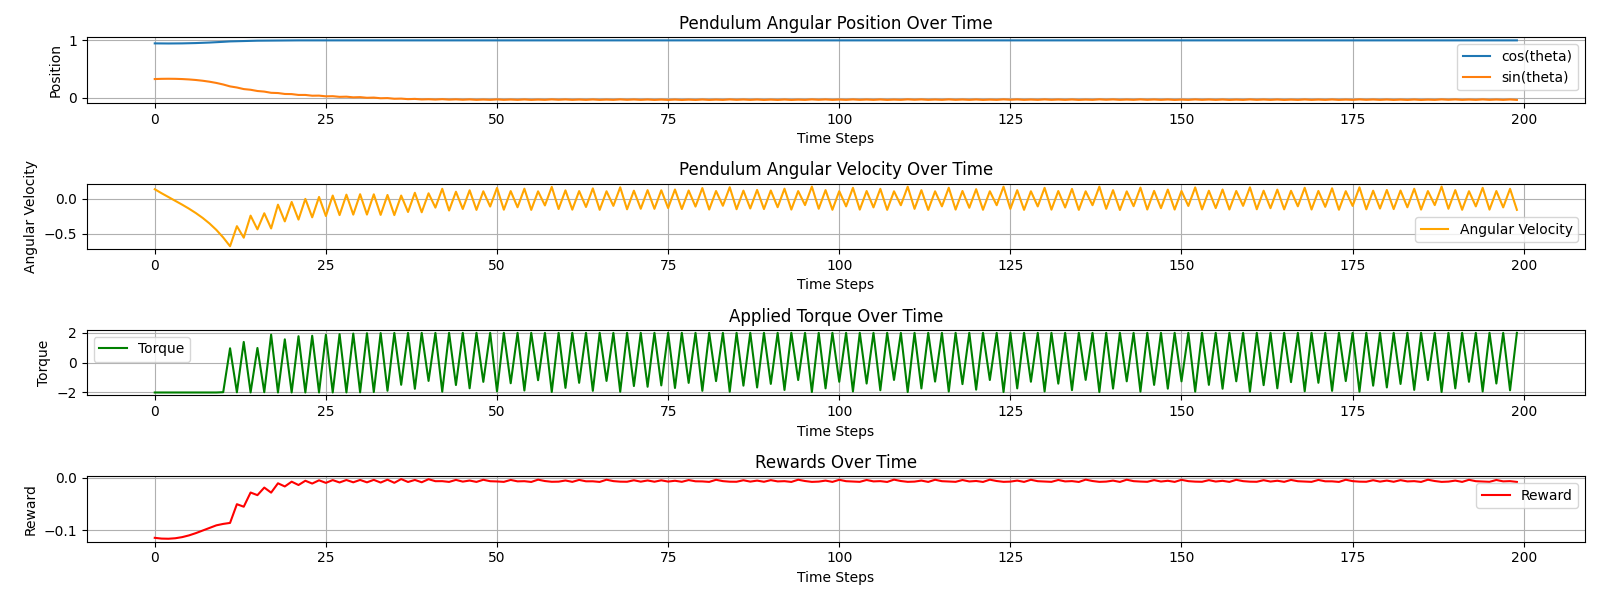 Pendulum Angular Position Over Time
Position
1
0
cos(theta)
sin(theta)
0 25 50 75 100 125 150 175 200
Time Steps
Pendulum Angular Velocity Over Time
Angular Velocity
0.0
−0.5
Angular Velocity
0 25 50 75 100 125 150 175 200
Time Steps
Applied Torque Over Time
Torque
2
0
−2
Torque
0 25 50 75 100 125 150 175 200
Time Steps
Rewards Over Time
Reward
0.0
−0.1
Reward
0 25 50 75 100 125 150 175 200
Time Steps